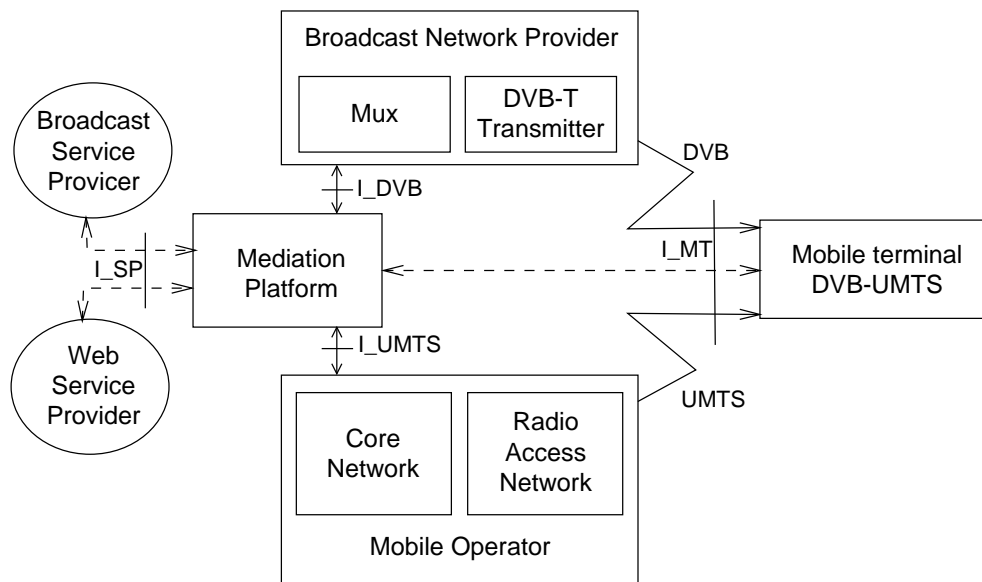 Broadcast Network Provider
Mux
DVB-T
Transmitter
Broadcast
Service
Provicer
DVB
I_DVB
I_SP
Mediation
Platform
I_MT
Mobile terminal
DVB-UMTS
I_UMTS
Web
Service
Provider
UMTS
Core
Network
Radio
Access
Network
Mobile Operator